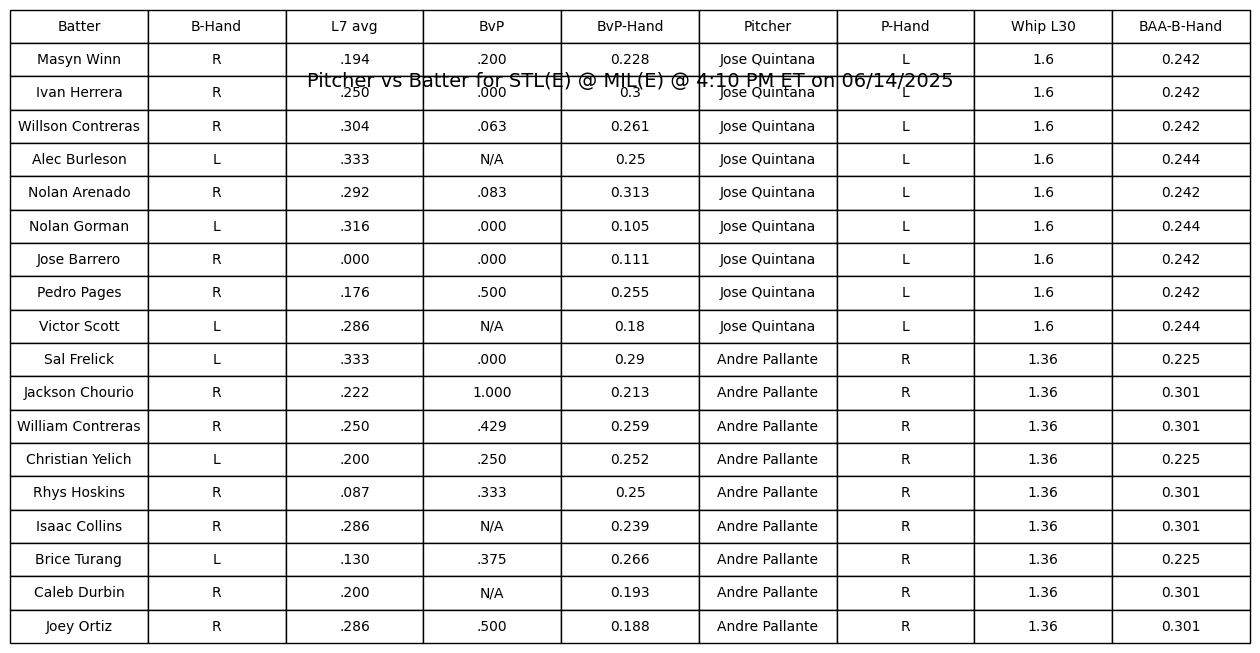 Batter B-Hand L7 avg BvP BvP-Hand Pitcher P-Hand Whip L30 BAA-B-Hand
Masyn Winn R .194 .200 0.228 Jose Quintana L 1.6 0.242
Pitcher vs Batter for STL(E) @ MIL(E) @ 4:10 PM ET on 06/14/2025
Ivan Herrera R .250 .000 0.3 Jose Quintana L 1.6 0.242
Willson Contreras R .304 .063 0.261 Jose Quintana L 1.6 0.242
Alec Burleson L .333 N/A 0.25 Jose Quintana L 1.6 0.244
Nolan Arenado R .292 .083 0.313 Jose Quintana L 1.6 0.242
Nolan Gorman L .316 .000 0.105 Jose Quintana L 1.6 0.244
Jose Barrero R .000 .000 0.111 Jose Quintana L 1.6 0.242
Pedro Pages R .176 .500 0.255 Jose Quintana L 1.6 0.242
Victor Scott L .286 N/A 0.18 Jose Quintana L 1.6 0.244
Sal Frelick L .333 .000 0.29 Andre Pallante R 1.36 0.225
Jackson Chourio R .222 1.000 0.213 Andre Pallante R 1.36 0.301
William Contreras R .250 .429 0.259 Andre Pallante R 1.36 0.301
Christian Yelich L .200 .250 0.252 Andre Pallante R 1.36 0.225
Rhys Hoskins R .087 .333 0.25 Andre Pallante R 1.36 0.301
Isaac Collins R .286 N/A 0.239 Andre Pallante R 1.36 0.301
Brice Turang L .130 .375 0.266 Andre Pallante R 1.36 0.225
Caleb Durbin R .200 N/A 0.193 Andre Pallante R 1.36 0.301
Joey Ortiz R .286 .500 0.188 Andre Pallante R 1.36 0.301